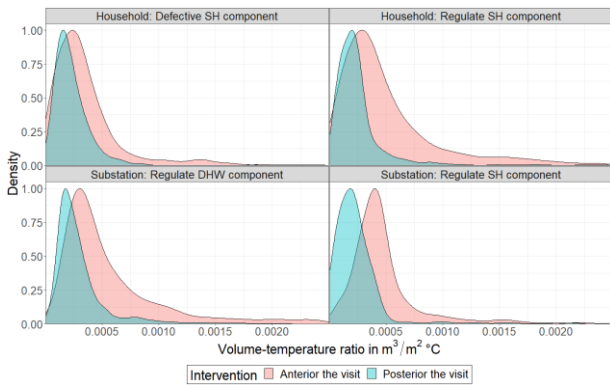 Household: Defective SH component
Household: Regulate SH component
1.00
0.75
0.50
0.25
0.00
Density
Substation: Regulate DHW component
Substation: Regulate SH component
1.00
0.75
0.50
0.25
0.00
0.0005 0.0010 0.0015 0.0020 0.0005 0.0010 0.0015 0.0020
Volume-temperature ratio in m³/m² °C
Intervention Anterior the visit Posterior the visit